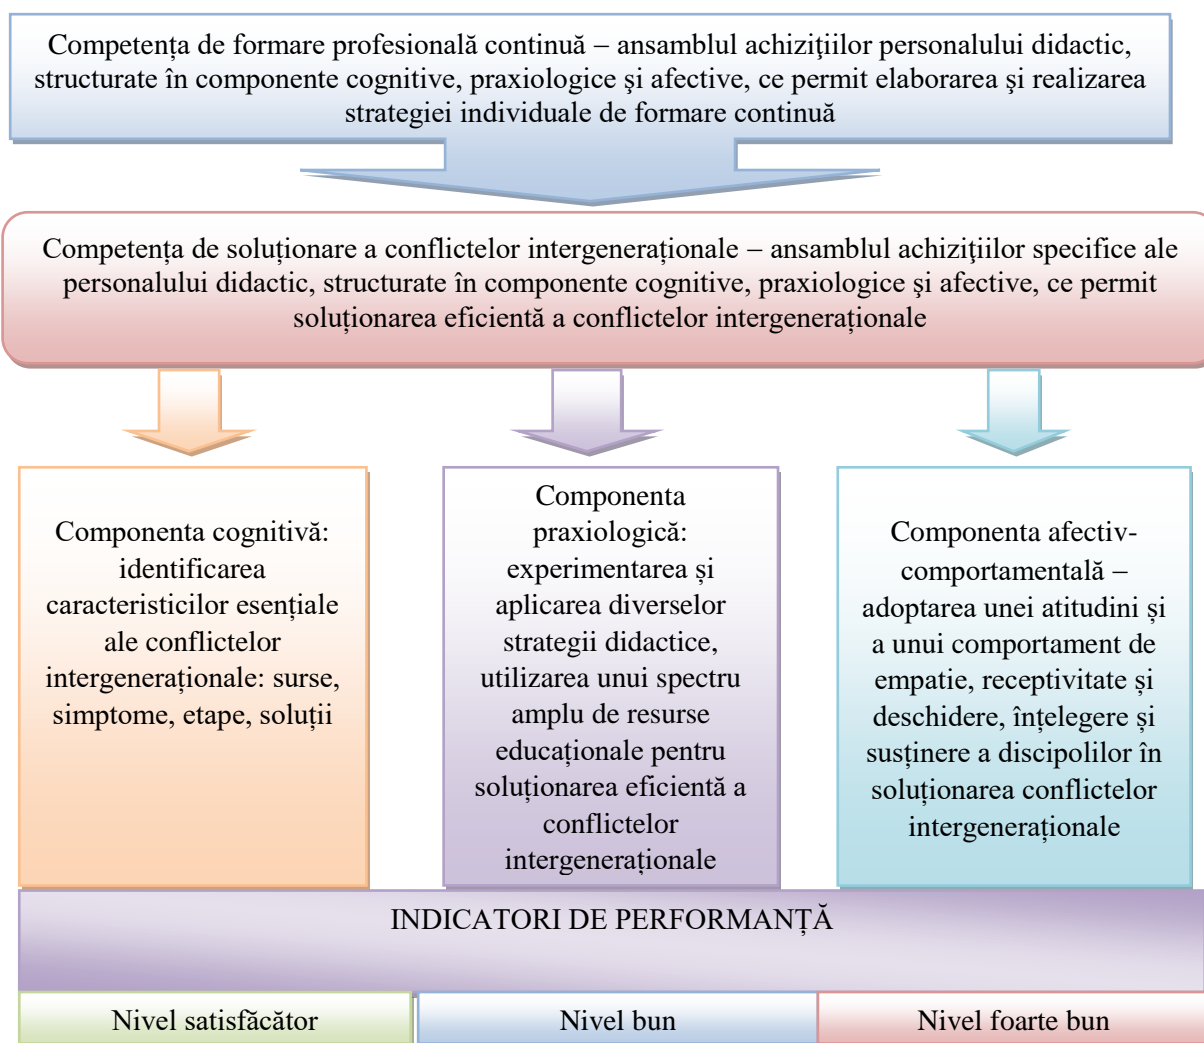 Competența de formare profesională continuă – ansamblul achiziţiilor personalului didactic,
structurate în componente cognitive, praxiologice şi afective, ce permit elaborarea şi realizarea
strategiei individuale de formare continuă
Competența de soluționare a conflictelor intergeneraționale – ansamblul achiziţiilor specifice ale
personalului didactic, structurate în componente cognitive, praxiologice şi afective, ce permit
soluționarea eficientă a conflictelor intergeneraționale
Componenta cognitivă:
identificarea
caracteristicilor esențiale
ale conflictelor
intergeneraționale: surse,
simptome, etape, soluții
Componenta
praxiologică:
experimentarea și
aplicarea diverselor
strategii didactice,
utilizarea unui spectru
amplu de resurse
educaționale pentru
soluționarea eficientă a
conflictelor
intergeneraționale
Componenta afectiv-
comportamentală –
adoptarea unei atitudini și
a unui comportament de
empatie, receptivitate și
deschidere, înțelegere și
susținere a discipolilor în
soluționarea conflictelor
intergeneraționale
INDICATORI DE PERFORMANȚĂ
Nivel satisfăcător
Nivel bun
Nivel foarte bun